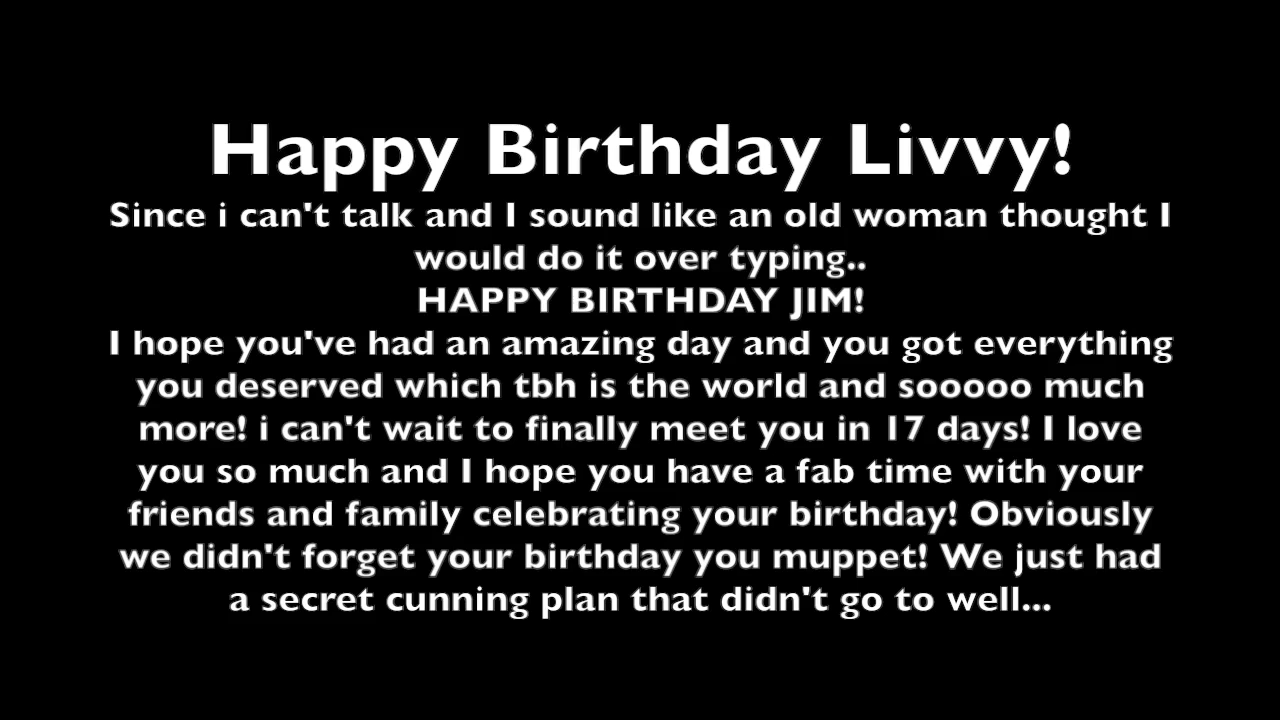 Happy Birthday Livvy!
Since i can't talk and I sound like an old woman thought I
would do it over typing..
HAPPY BIRTHDAY JIM!
I hope you've had an amazing day and you got everything
you deserved which tbh is the world and sooooo much
more! i can't wait to finally meet you in 17 days! I love
you so much and I hope you have a fab time with your
friends and family celebrating your birthday! Obviously
we didn't forget your birthday you muppet! We just had
a secret cunning plan that didn't go to well...